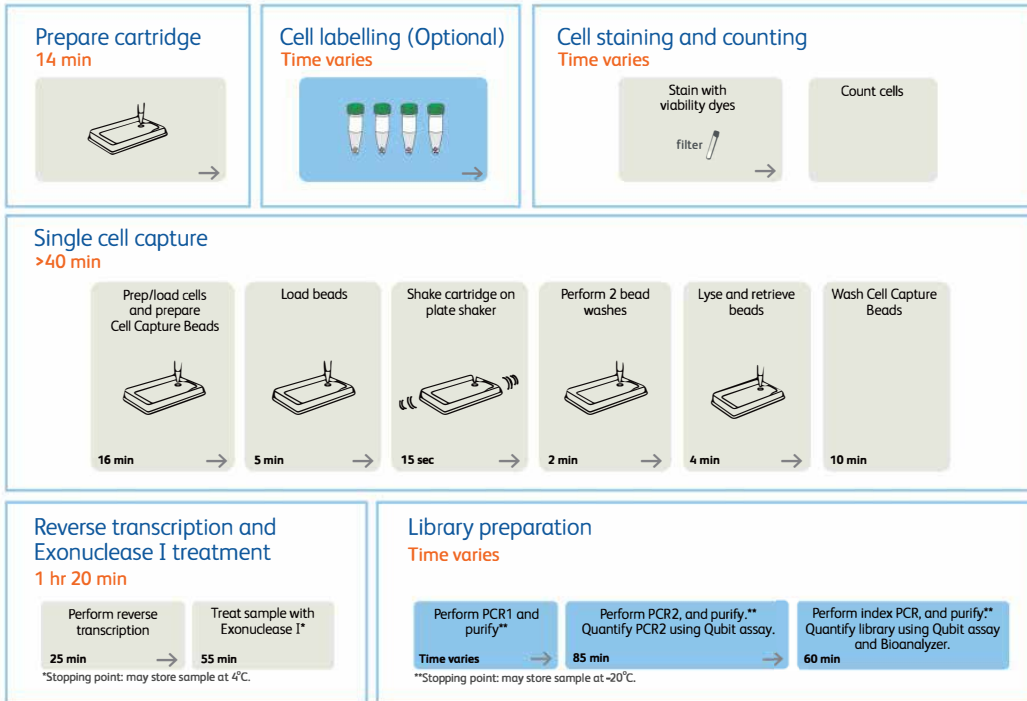 Prepare cartridge
14 min
Cell labelling (Optional)
Time varies
Cell staining and counting
Time varies
Stain with
viability dyes
filter
Count cells
Single cell capture
>40 min
Prep/load cells
and prepare
Cell Capture Beads
16 min
Load beads
5 min
Shake cartridge on
plate shaker
15 sec
Perform 2 bead
washes
2 min
Lyse and retrieve
beads
4 min
Wash Cell Capture
Beads
10 min
Reverse transcription and
Exonuclease I treatment
1 hr 20 min
Perform reverse
transcription
25 min
Treat sample with
Exonuclease I*
55 min
*Stopping point: may store sample at 4°C.
Library preparation
Time varies
Perform PCR1 and
purify**
Time varies
Perform PCR2, and purify.**
Quantify PCR2 using Qubit assay.
85 min
Perform index PCR, and purify.**
Quantify library using Qubit assay
and Bioanalyzer.
60 min
**Stopping point: may store sample at -20°C.